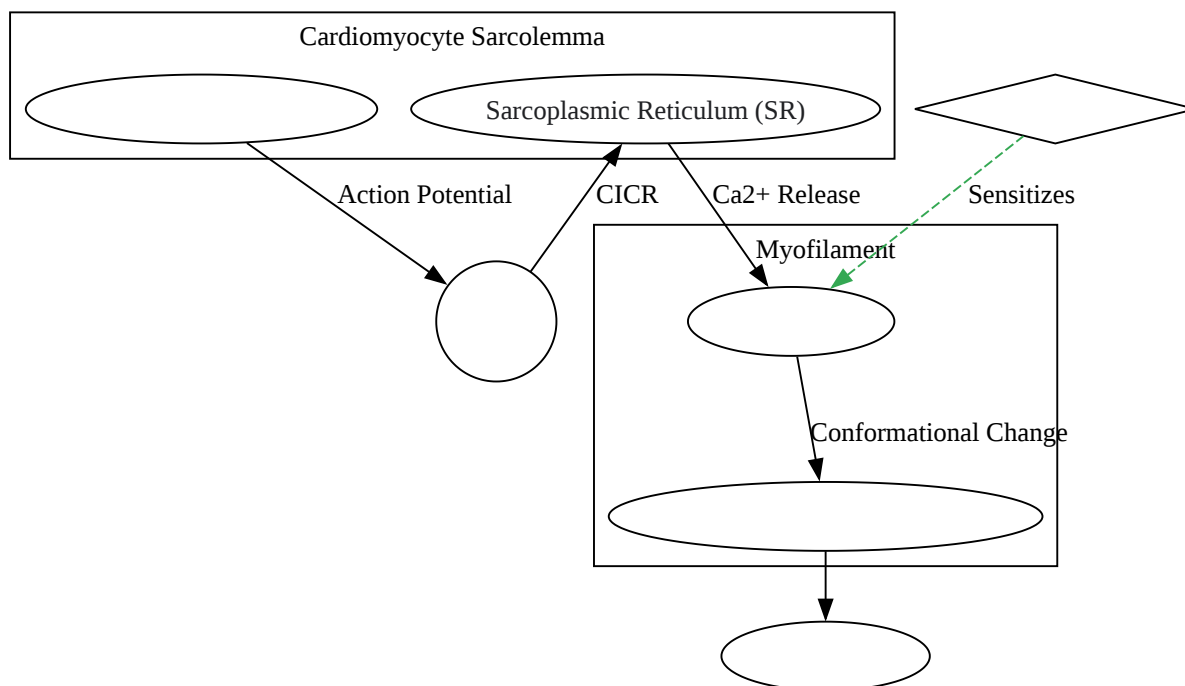 Cardiomyocyte Sarcolemma
Sarcoplasmic Reticulum (SR)
Action Potential
CICR
Ca2+ Release
Sensitizes
Myofilament
Conformational Change